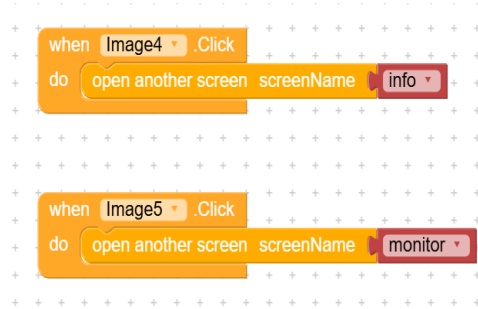 when Image4 .Click
do open another screen screenName info
when Image5 .Click
do open another screen screenName monitor